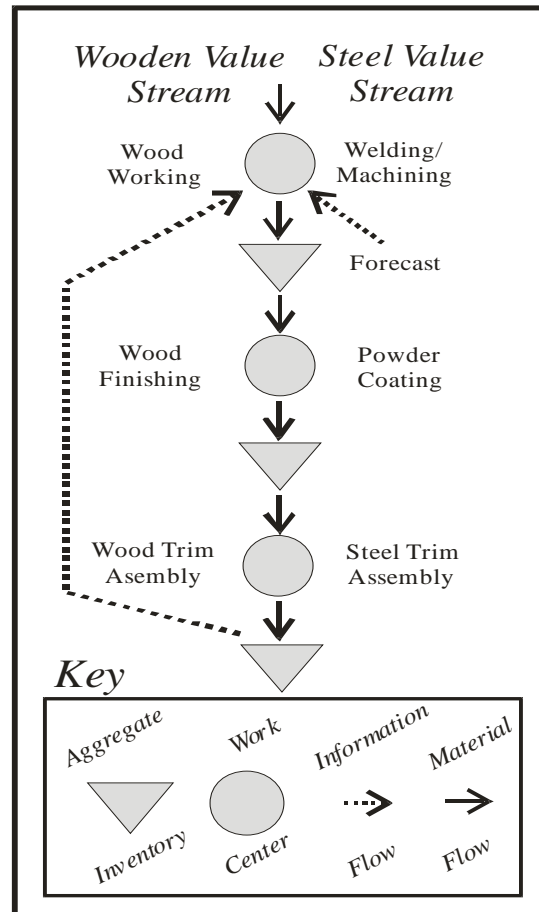 Wooden Value
Stream
Steel Value
Stream
Wood
Working
Welding/
Machining
Forecast
Wood
Finishing
Powder
Coating
Wood Trim
Asembly
Steel Trim
Assembly
Key
Aggregate
Inventory
Work
Center
Information
Flow
Material
Flow